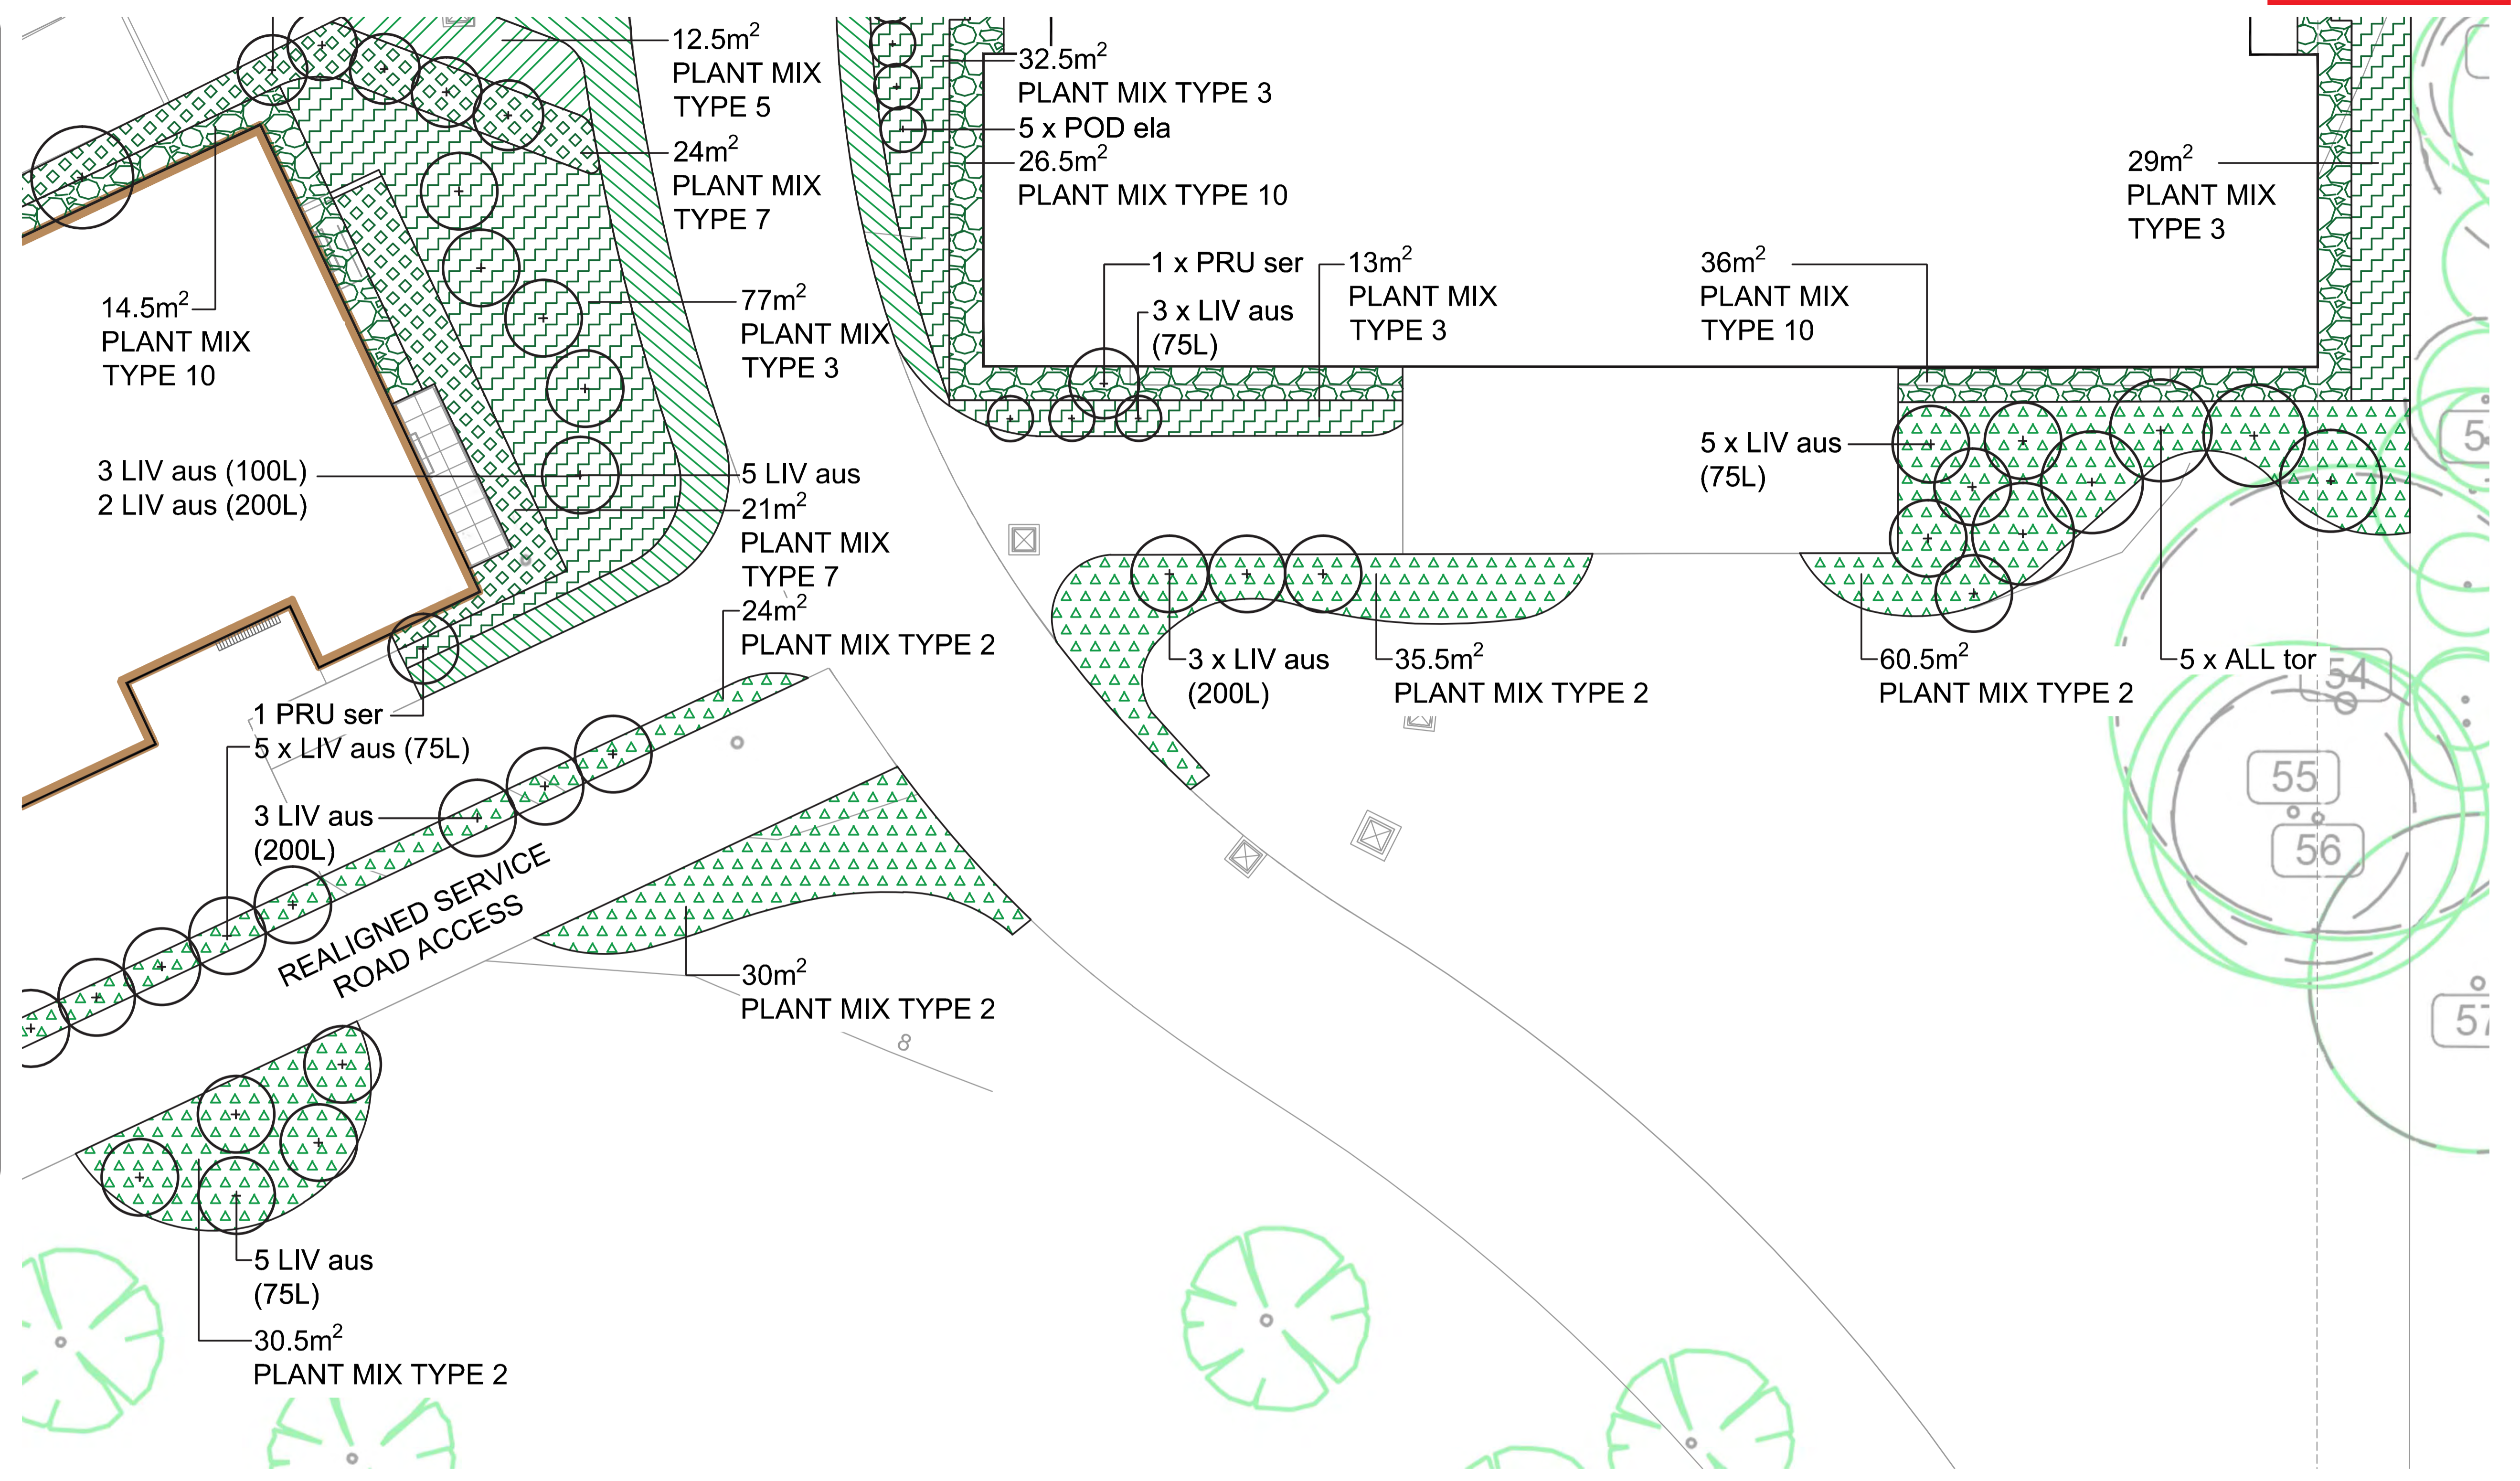 12.5m²
PLANT MIX
TYPE 5
24m²
PLANT MIX
TYPE 7
77m²
PLANT MIX
TYPE 3
14.5m²
PLANT MIX
TYPE 10
3 LIV aus (100L)
2 LIV aus (200L)
5 LIV aus
21m²
PLANT MIX
TYPE 7
24m²
PLANT MIX TYPE 2
1 PRU ser
5 x LIV aus (75L)
3 LIV aus
(200L)
REALIGNED SERVICE
ROAD ACCESS
30m²
PLANT MIX TYPE 2
8
5 LIV aus
(75L)
30.5m²
PLANT MIX TYPE 2
32.5m²
PLANT MIX TYPE 3
5 x POD ela
26.5m²
PLANT MIX TYPE 10
1 x PRU ser
3 x LIV aus
(75L)
13m²
PLANT MIX
TYPE 3
36m²
PLANT MIX
TYPE 10
29m²
PLANT MIX
TYPE 3
5 x LIV aus
(75L)
3 x LIV aus
(200L)
35.5m²
PLANT MIX TYPE 2
60.5m²
PLANT MIX TYPE 2
5 x ALL tor
54
55
56
57